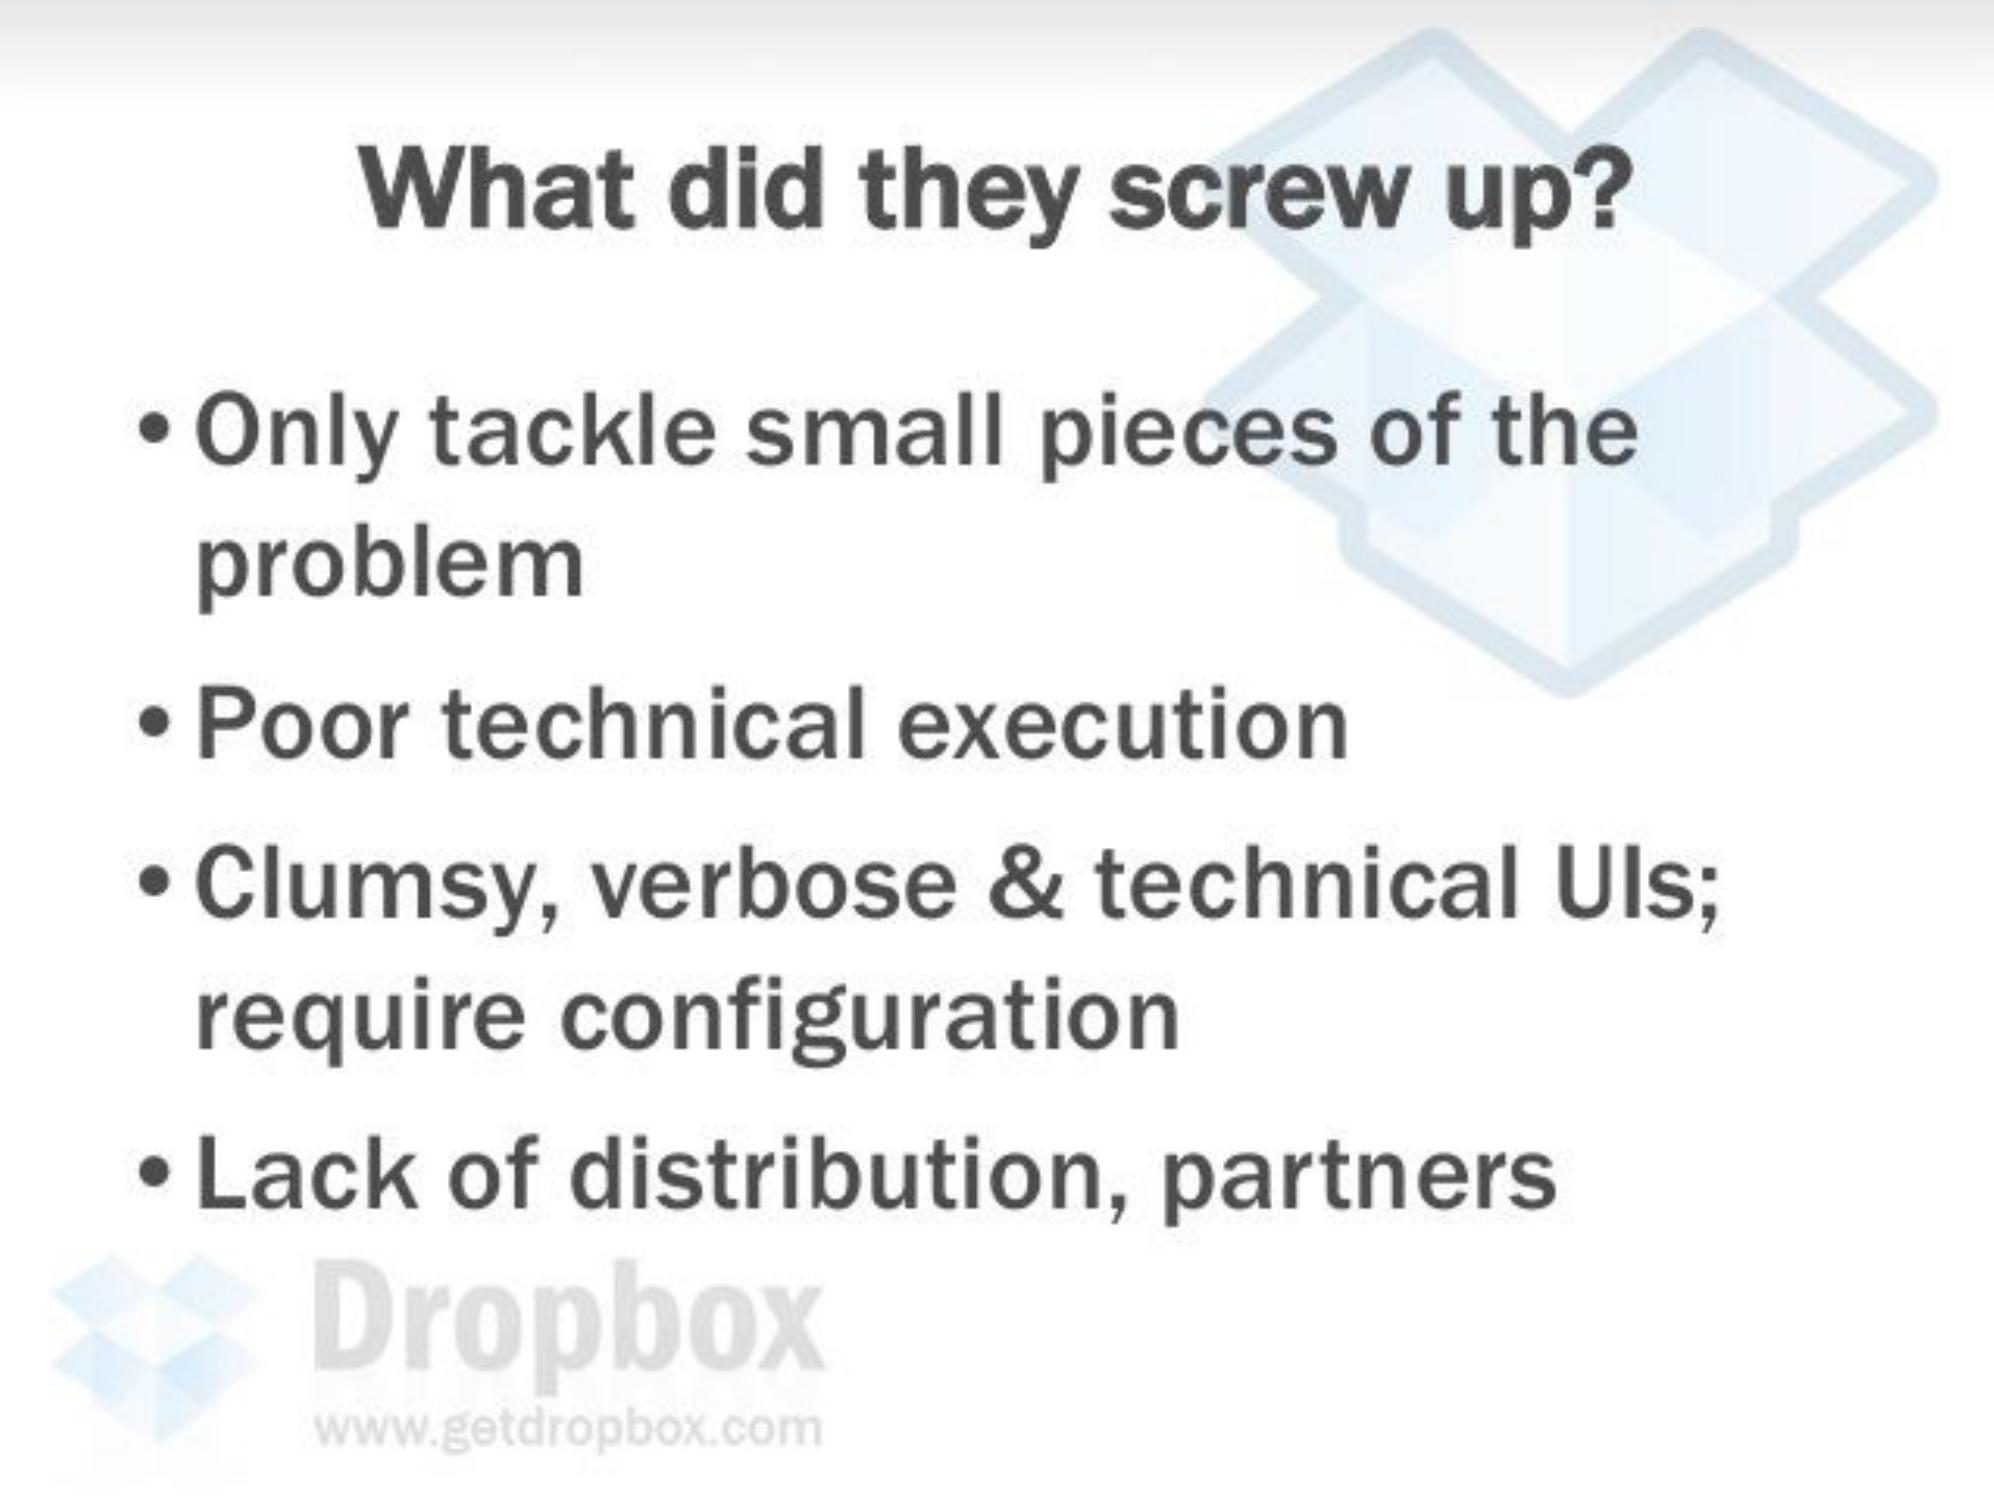 What did they screw up?
• Only tackle small pieces of the
problem
• Poor technical execution
• Clumsy, verbose & technical UIs;
require configuration
• Lack of distribution, partners
Dropbox
www.getdropbox.com